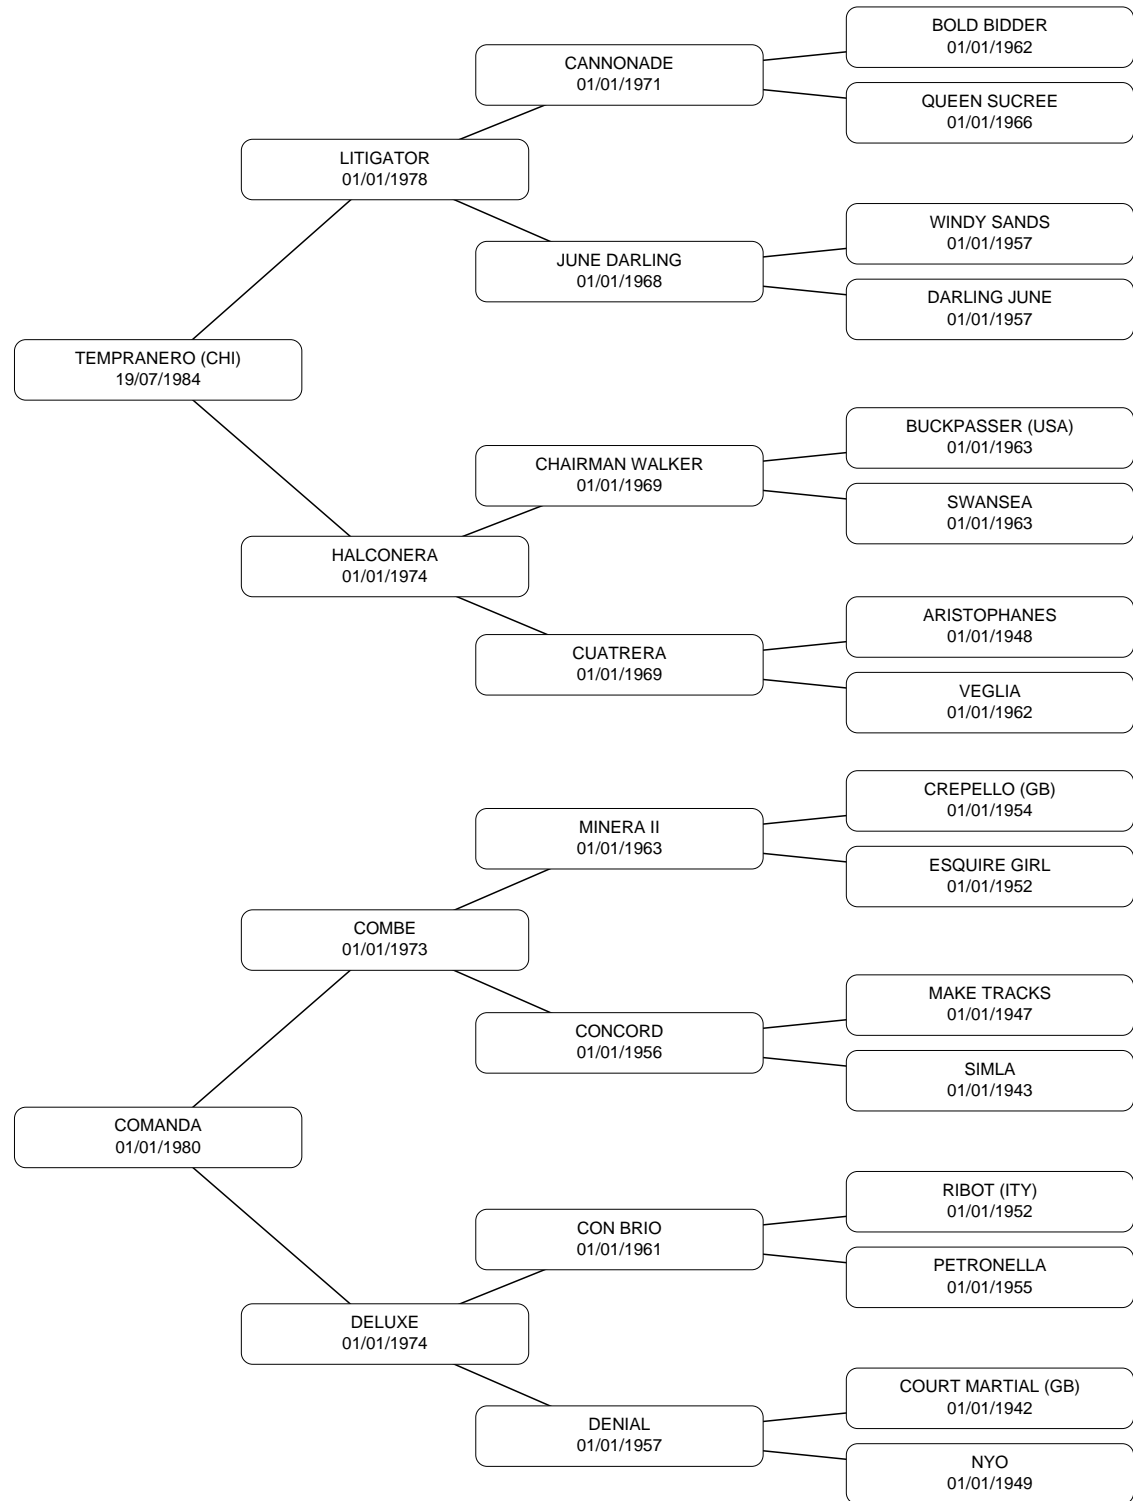 BOLD BIDDER
01/01/1962
CANNONADE
01/01/1971
QUEEN SUCREE
01/01/1966
LITIGATOR
01/01/1978
WINDY SANDS
01/01/1957
JUNE DARLING
01/01/1968
DARLING JUNE
01/01/1957
TEMPRANERO (CHI)
19/07/1984
BUCKPASSER (USA)
01/01/1963
CHAIRMAN WALKER
01/01/1969
SWANSEA
01/01/1963
HALCONERA
01/01/1974
ARISTOPHANES
01/01/1948
CUATRERA
01/01/1969
VEGLIA
01/01/1962
CREPELLO (GB)
01/01/1954
MINERA II
01/01/1963
ESQUIRE GIRL
01/01/1952
COMBE
01/01/1973
MAKE TRACKS
01/01/1947
CONCORD
01/01/1956
SIMLA
01/01/1943
COMANDA
01/01/1980
RIBOT (ITY)
01/01/1952
CON BRIO
01/01/1961
PETRONELLA
01/01/1955
DELUXE
01/01/1974
COURT MARTIAL (GB)
01/01/1942
DENIAL
01/01/1957
NYO
01/01/1949